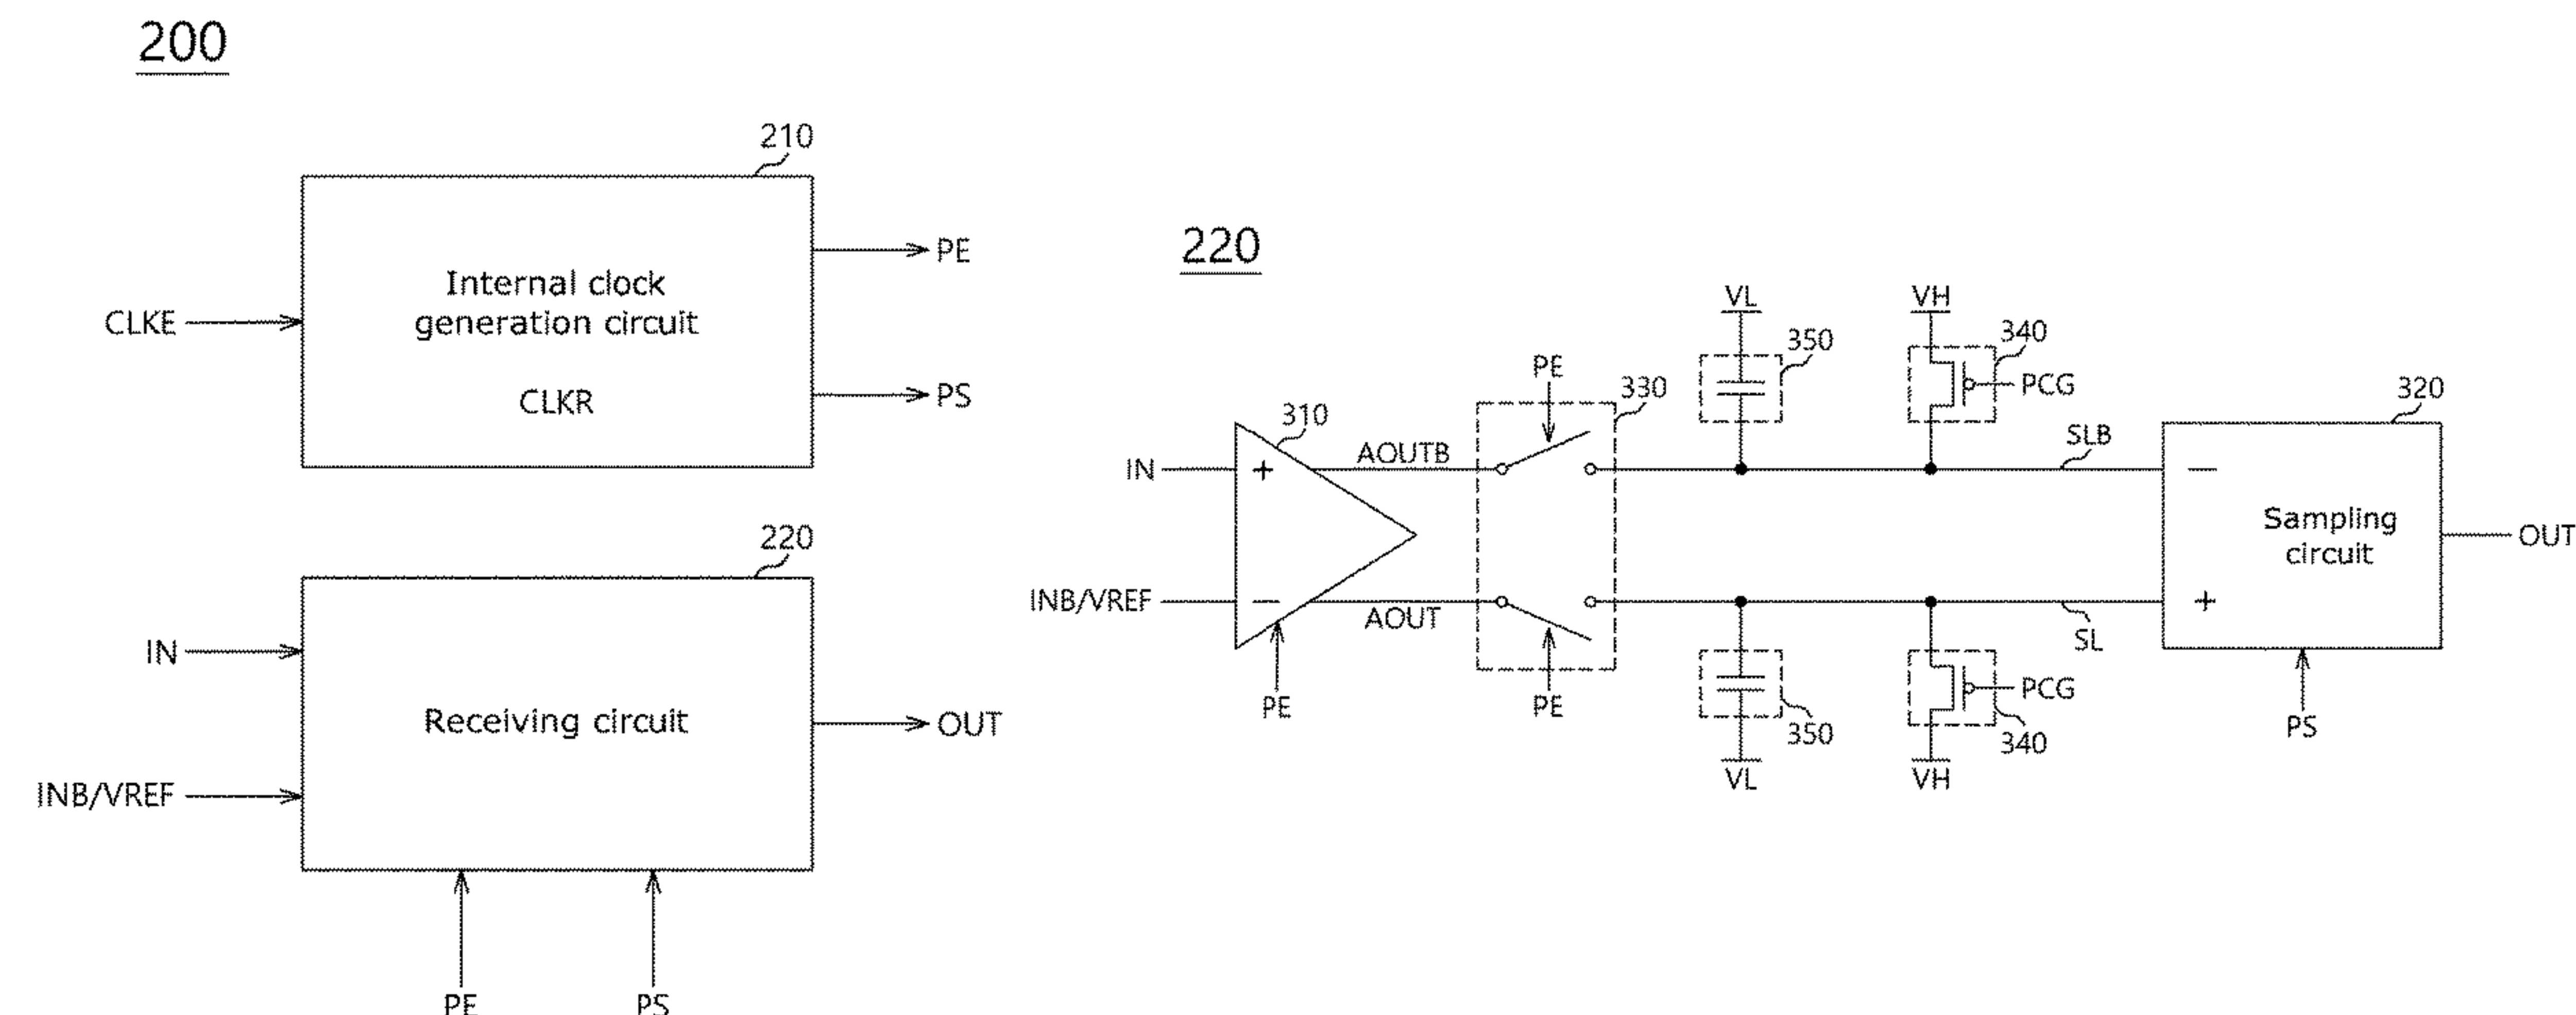 200
210
CLKE
Internal clock
generation circuit
CLKR
PE
PS
220
IN
INB/VREF
Receiving circuit
OUT
PE
PS
220
IN
INB/VREF
+
—
310
PE
AOUTB
AOUT
PE
330
PE
VL
350
VH
340
PCG
SLB
SL
350
VL
PCG
340
VH
320
—
+
Sampling
circuit
OUT
PS